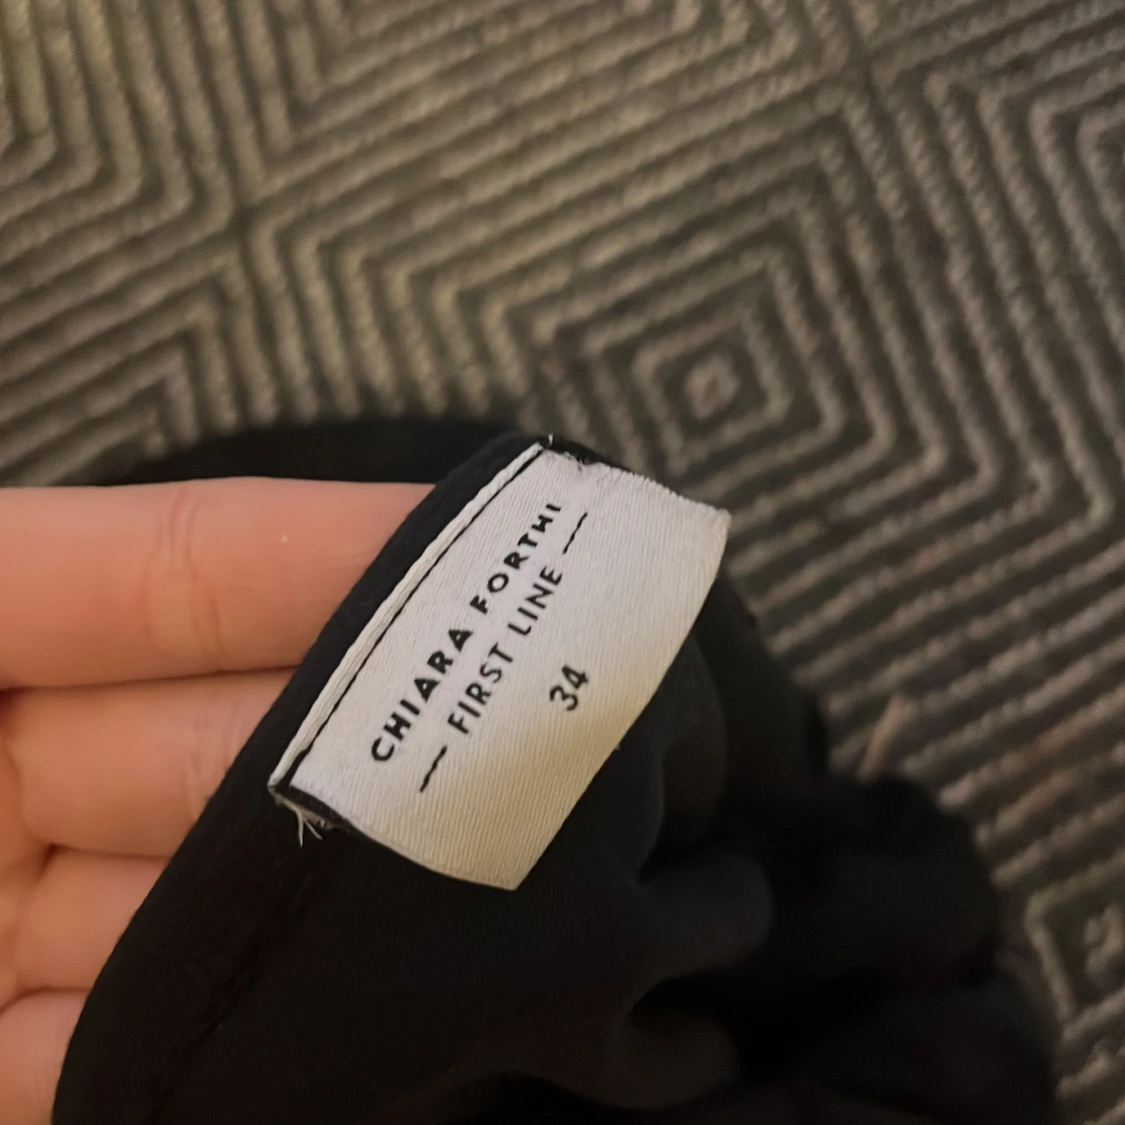 CHIARA FORTHI
— FIRST LINE —
34